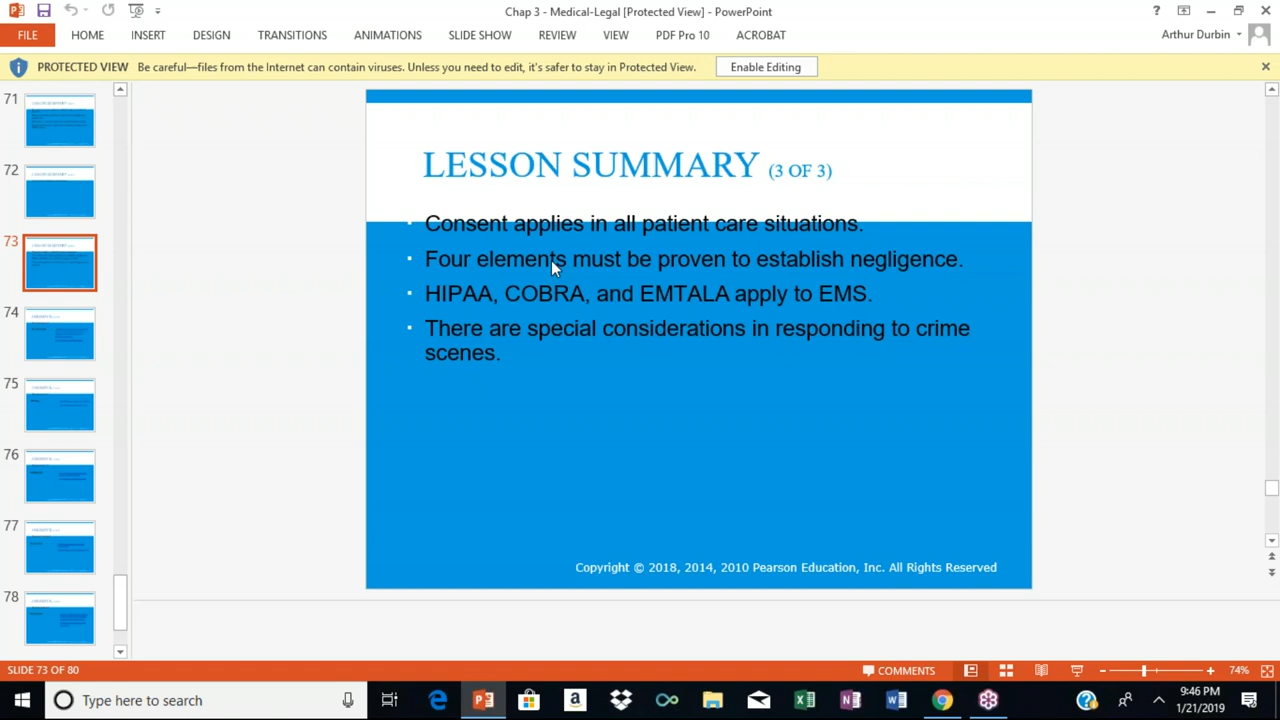 Chap 3 - Medical-Legal [Protected View] - PowerPoint
FILE HOME INSERT DESIGN TRANSITIONS ANIMATIONS SLIDE SHOW REVIEW VIEW PDF Pro 10 ACROBAT Arthur Durbin
PROTECTED VIEW Be careful—files from the Internet can contain viruses. Unless you need to edit, it's safer to stay in Protected View. Enable Editing
71
72
73
74
75
76
77
78
LESSON SUMMARY (3 OF 3)
Consent applies in all patient care situations.
Four elements must be proven to establish negligence.
HIPAA, COBRA, and EMTALA apply to EMS.
There are special considerations in responding to crime
scenes.
Copyright © 2018, 2014, 2010 Pearson Education, Inc. All Rights Reserved
SLIDE 73 OF 80 COMMENTS 74%
Type here to search
9:46 PM
1/21/2019